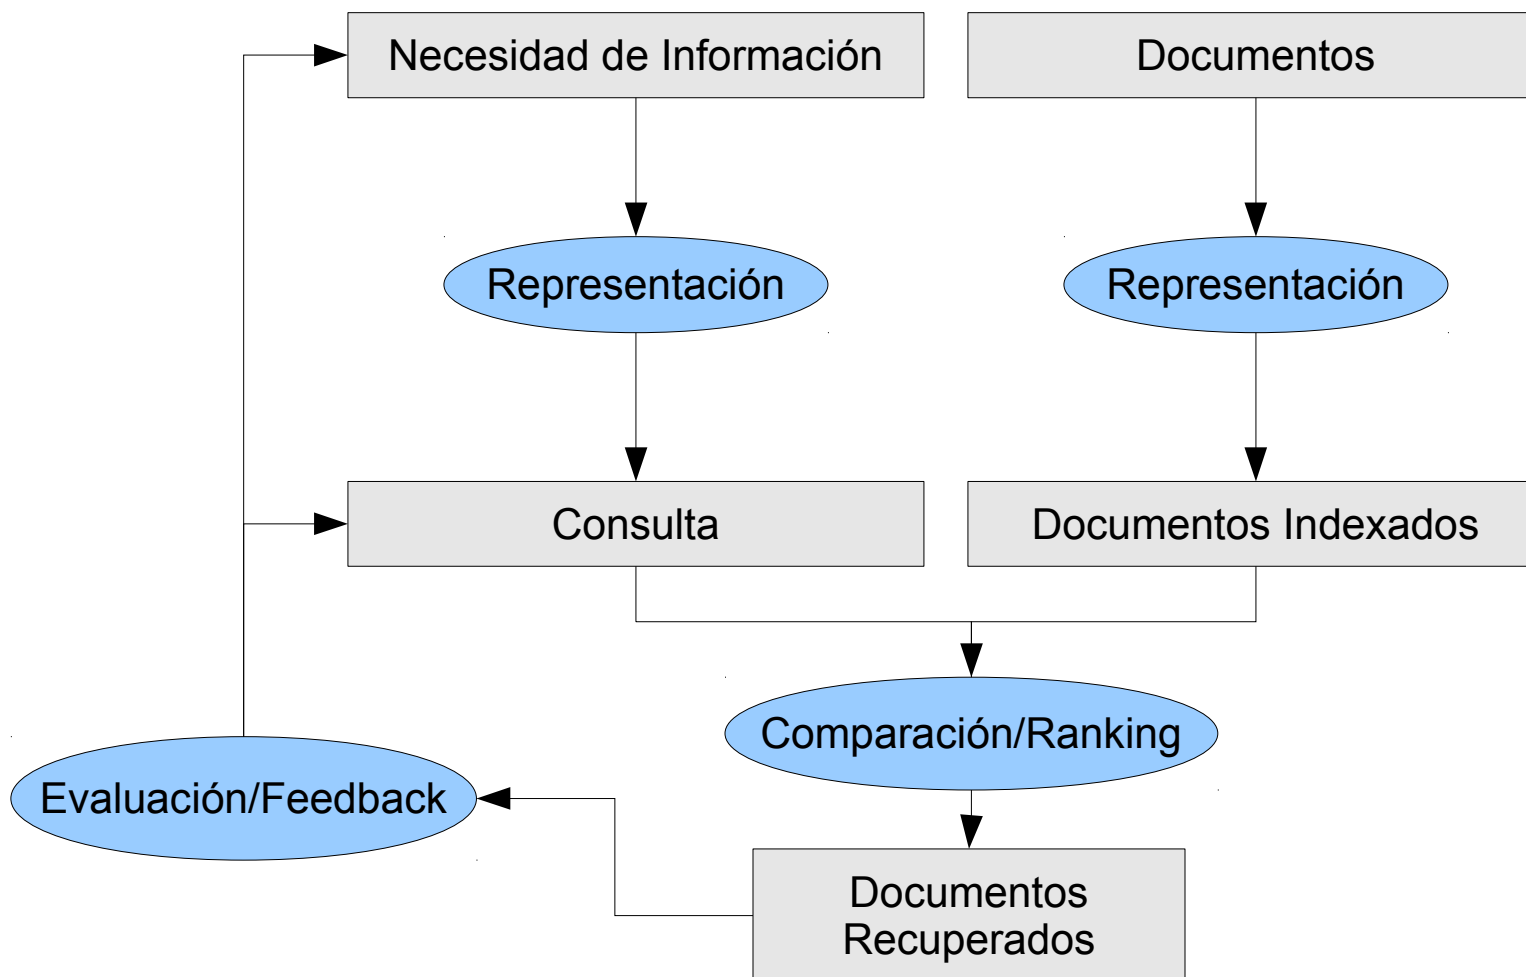 Necesidad de Información
Documentos
Representación
Representación
Consulta
Documentos Indexados
Comparación/Ranking
Evaluación/Feedback
Documentos
Recuperados